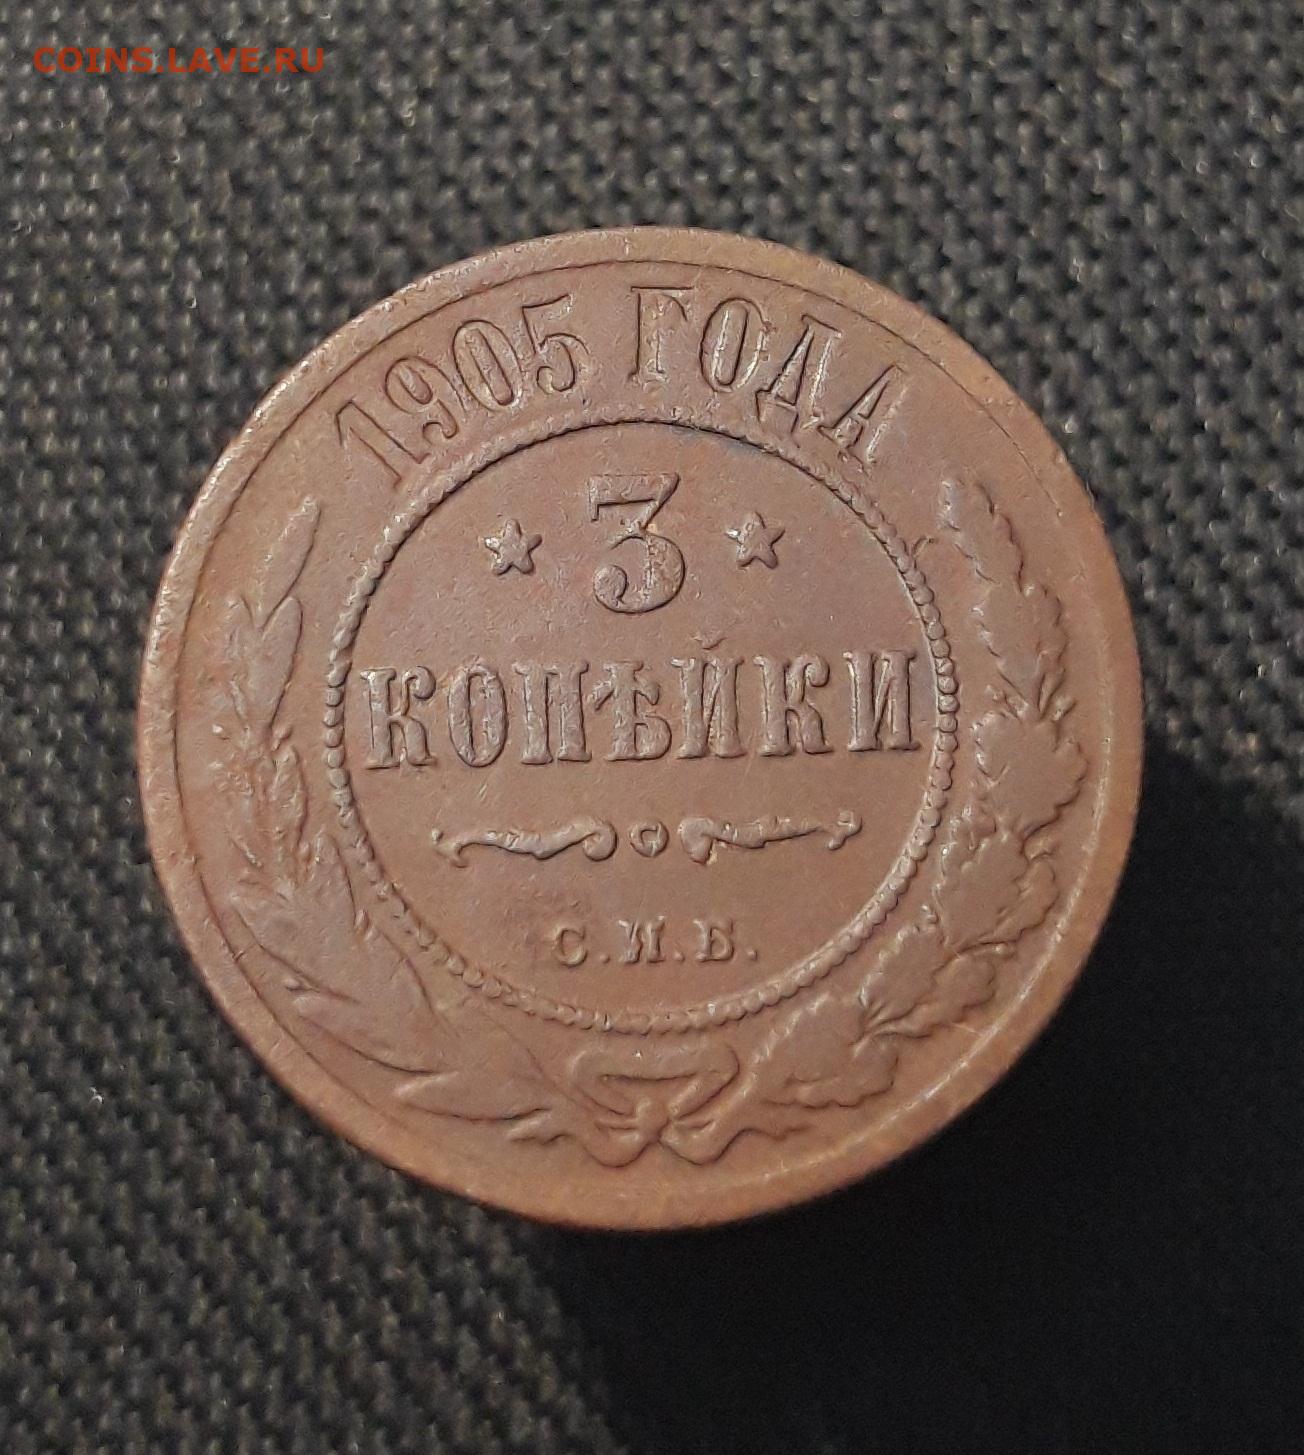 COINS.LAVE.RU
1905 ГОДА
3
КОПѢЙКИ
С.П.Б.